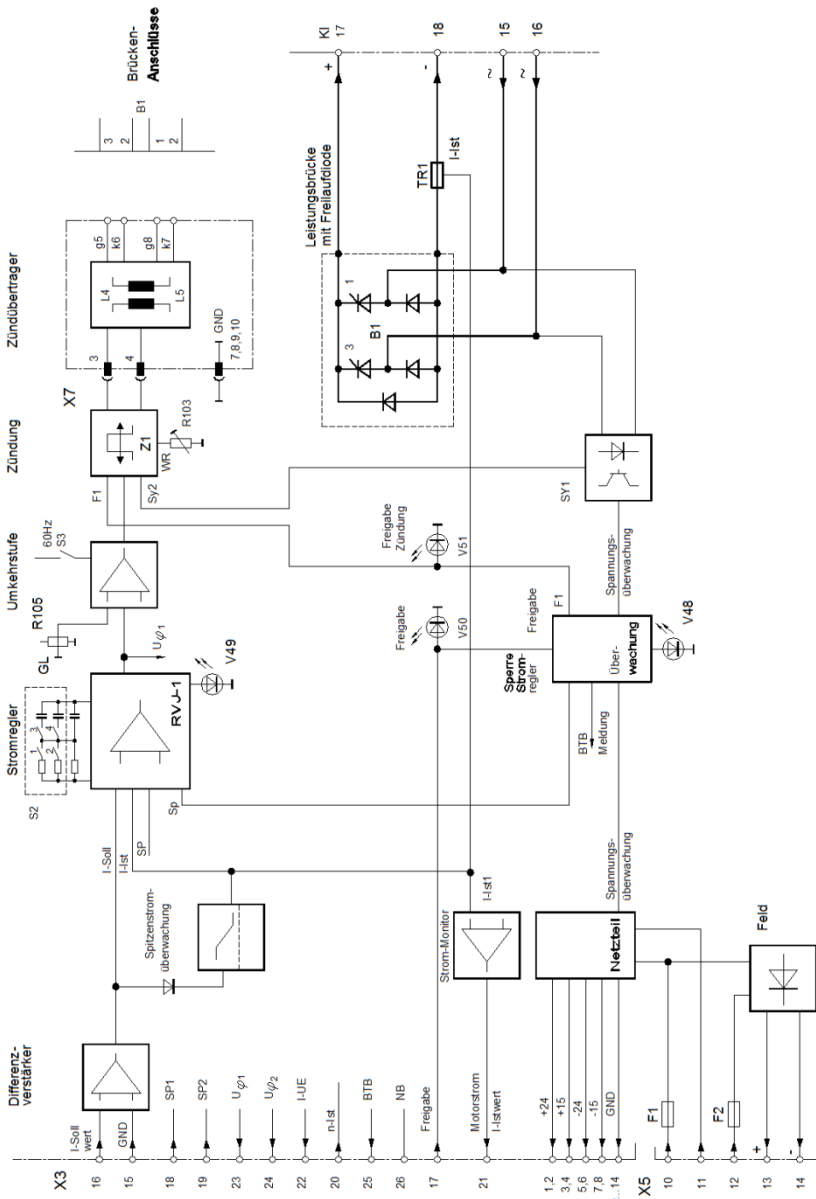 Differenz-
verstärker
Stromregler
Umkehrstufe
Zündung
Zündübertrager
Brücken-
Anschlüsse
B1
3
2
1
2
X3
16
I-Soll
wert
15
GND
18
SP1
19
SP2
23
Uφ1
24
Uφ2
22
I-UE
20
n-Ist
25
BTB
26
NB
17
Freigabe
21
Motorstrom
I-Istwert
1,2
+24
3,4
+15
5,6
-24
7,8
-15
...14
GND
X5
10
F1
11
12
F2
13
+
14
-
Spitzenstrom-
überwachung
I-Soll
I-Ist
SP
Sp
S2
1
2
3
4
RVJ-1
V49
Uφ1
GL
R105
60Hz
S3
F1
Sy2
WR
Z1
R103
X7
3
4
L4
L5
g5
k6
g8
k7
GND
7,8,9,10
Strom-Monitor
I-Ist1
Netzteil
Spannungs-
überwachung
Feld
BTB
Meldung
Sperre
Strom-
regler
Über-
wachung
V48
Freigabe
F1
Freigabe
V50
Freigabe
Zündung
V51
Spannungs-
überwachung
SY1
Leistungsbrücke
mit Freilaufdiode
3
1
B1
TR1
I-Ist
Kl
17
+
18
-
15
~
16
~